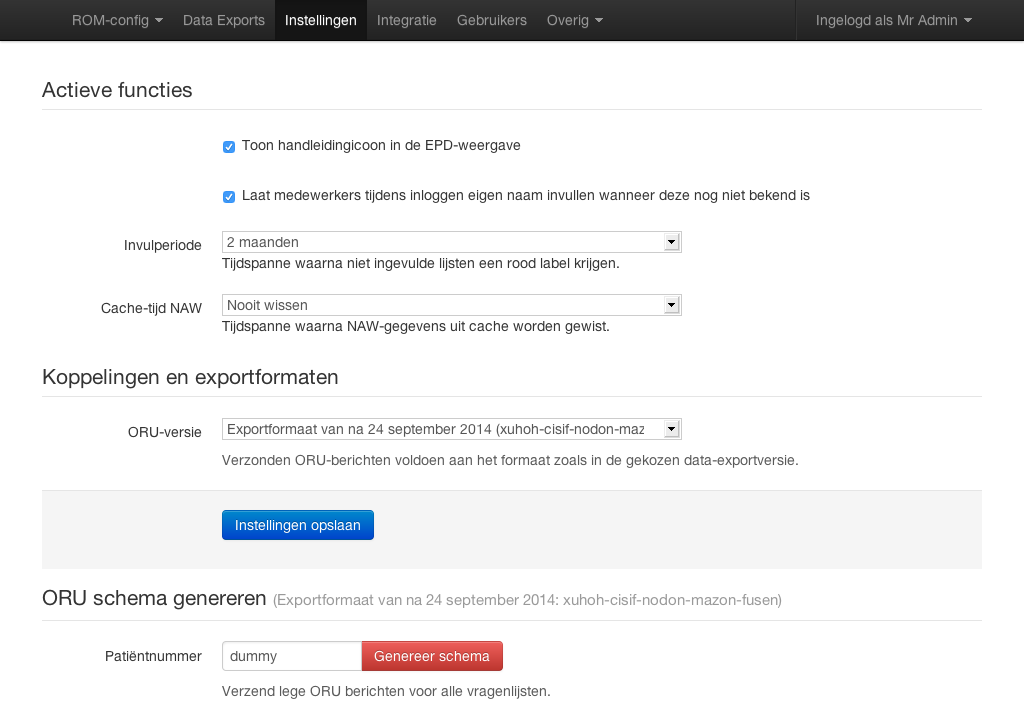 ROM-config Data Exports Instellingen Integratie Gebruikers Overig Ingelogd als Mr Admin
Actieve functies
Toon handleidingicoon in de EPD-weergave
Laat medewerkers tijdens inloggen eigen naam invullen wanneer deze nog niet bekend is
Invulperiode 2 maanden
Tijdspanne waarna niet ingevulde lijsten een rood label krijgen.
Cache-tijd NAW Nooit wissen
Tijdspanne waarna NAW-gegevens uit cache worden gewist.
Koppelingen en exportformaten
ORU-versie Exportformaat van na 24 september 2014 (xuhoh-cisif-nodon-maz
Verzonden ORU-berichten voldoen aan het formaat zoals in de gekozen data-exportversie.
Instellingen opslaan
ORU schema genereren (Exportformaat van na 24 september 2014: xuhoh-cisif-nodon-mazon-fusen)
Patiëntnummer dummy Genereer schema
Verzend lege ORU berichten voor alle vragenlijsten.